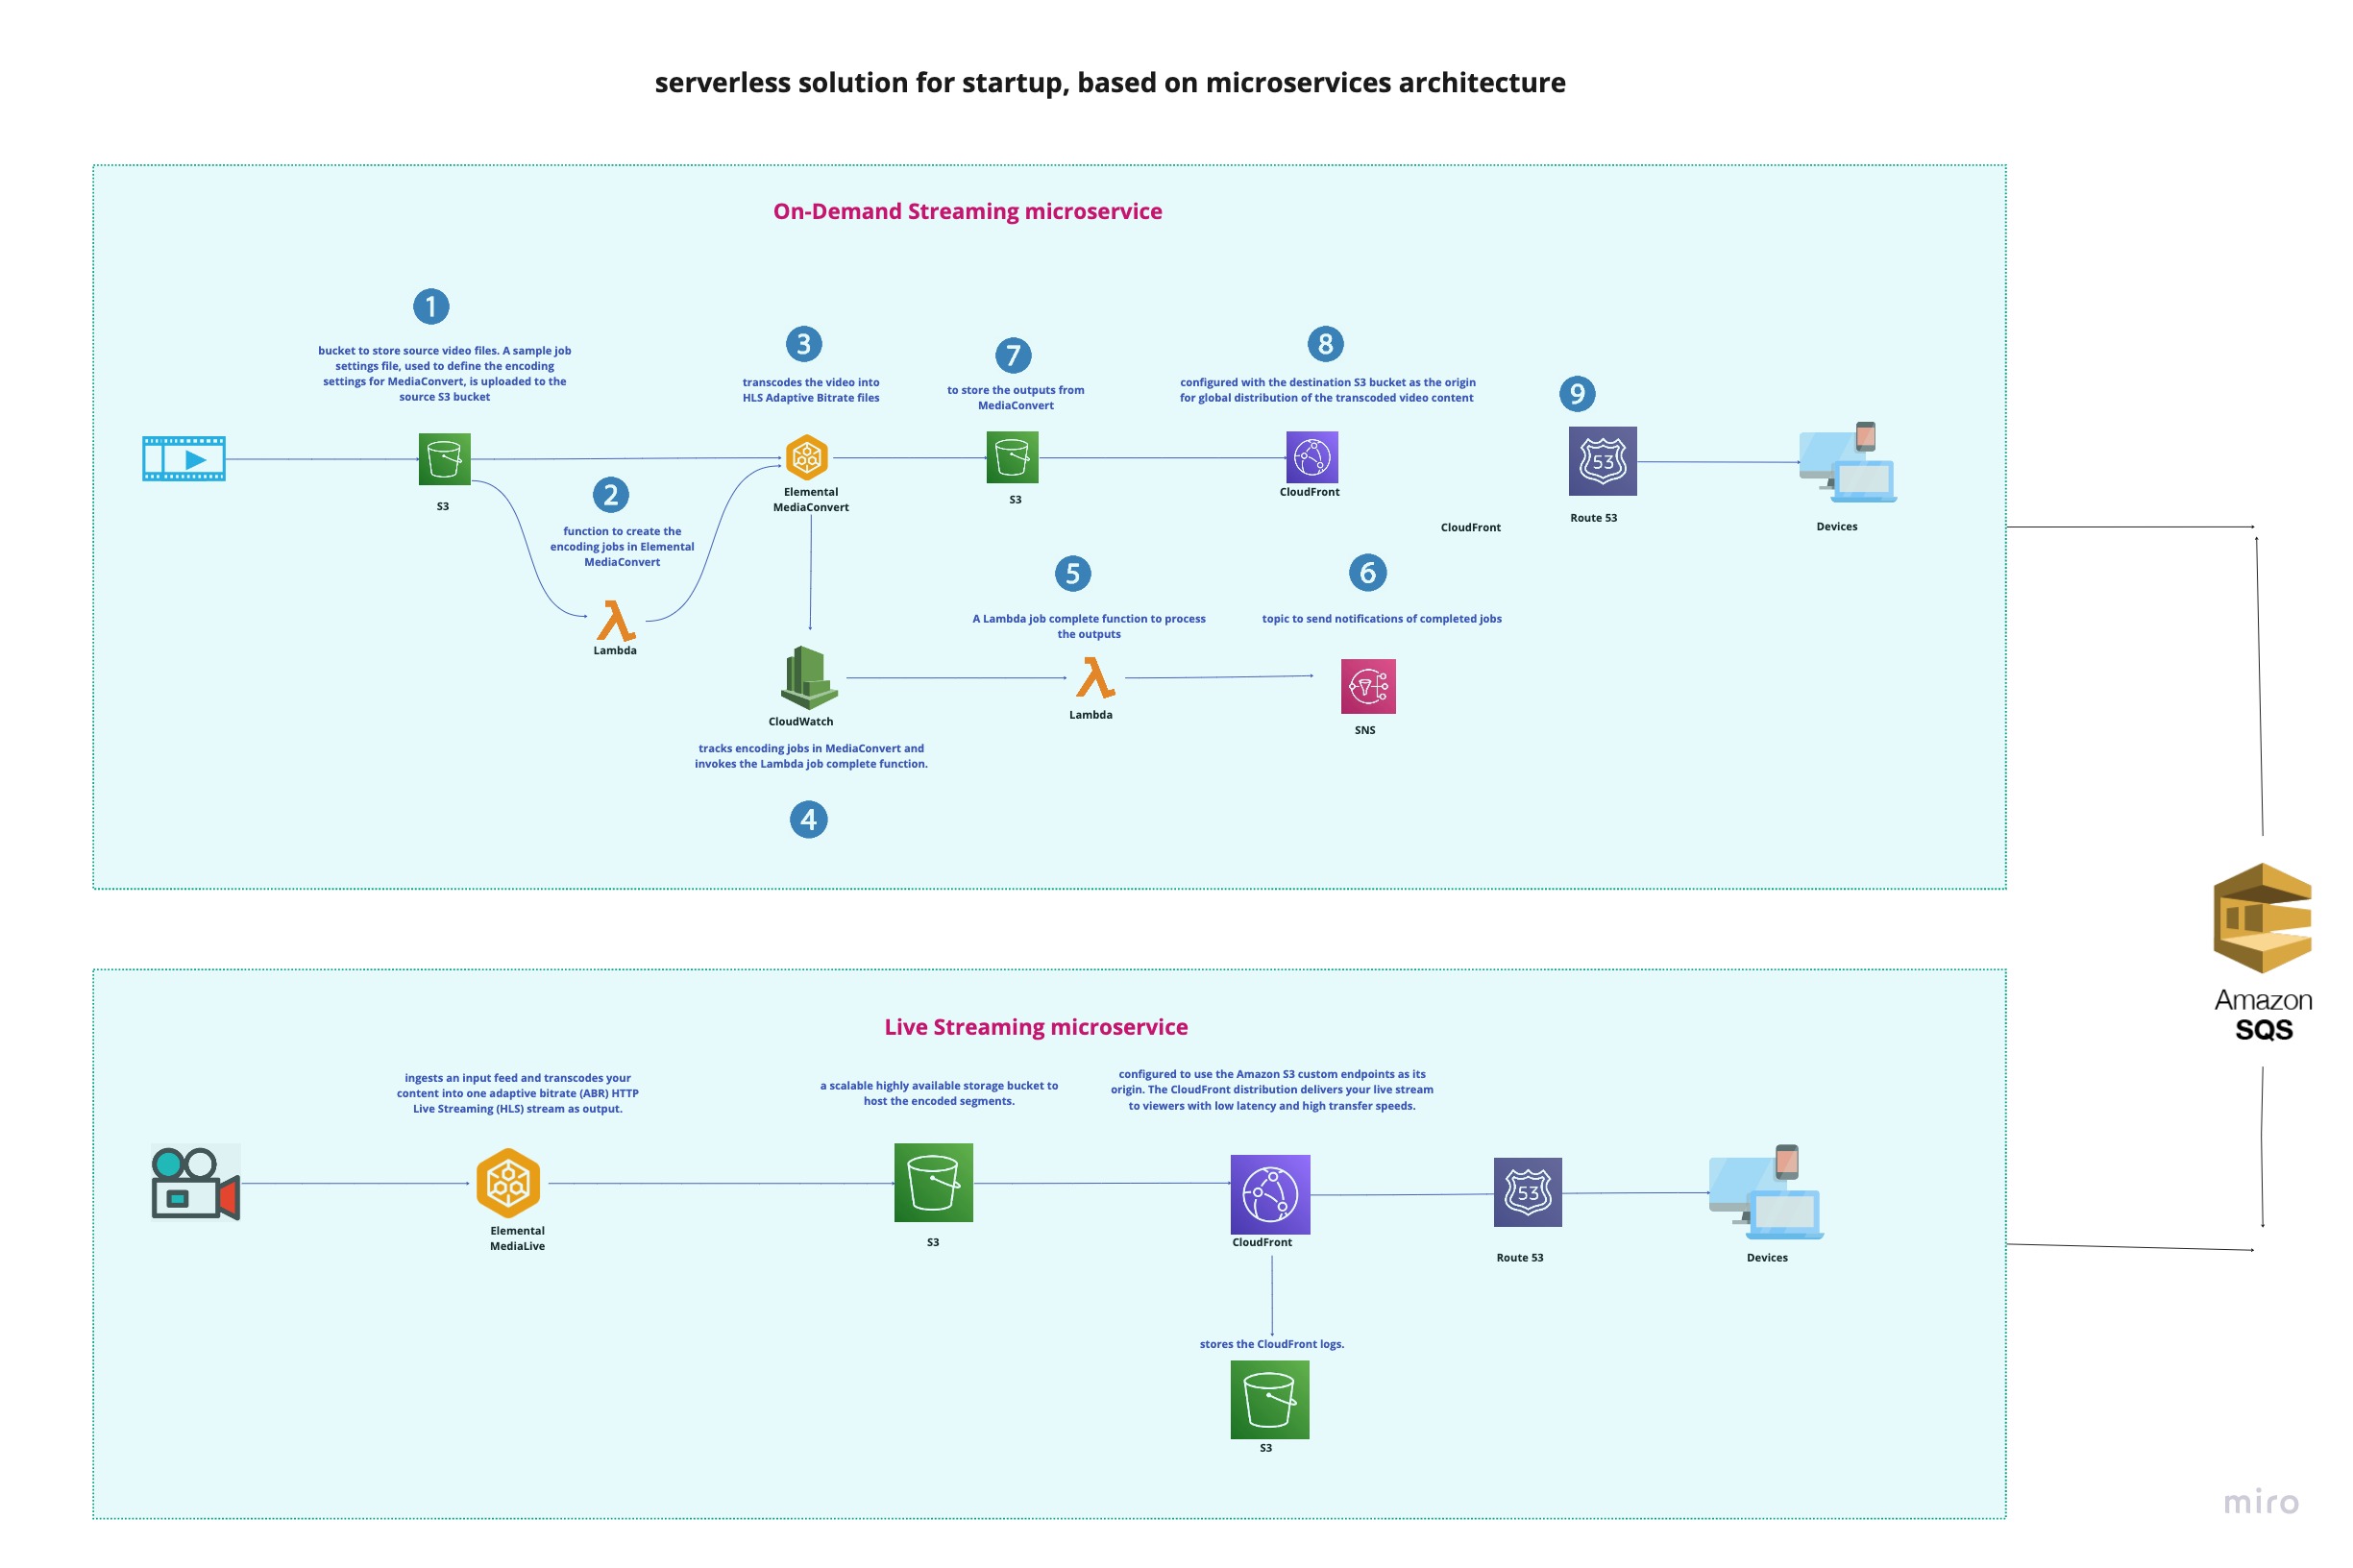 serverless solution for startup, based on microservices architecture
On-Demand Streaming microservice
1
bucket to store source video files. A sample job
settings file, used to define the encoding
settings for MediaConvert, is uploaded to the
source S3 bucket
S3
2
function to create the
encoding jobs in Elemental
MediaConvert
Lambda
3
transcodes the video into
HLS Adaptive Bitrate files
Elemental
MediaConvert
7
to store the outputs from
MediaConvert
S3
8
configured with the destination S3 bucket as the origin
for global distribution of the transcoded video content
CloudFront
CloudFront
9
53
Route 53
Devices
CloudWatch
tracks encoding jobs in MediaConvert and
invokes the Lambda job complete function.
4
5
A Lambda job complete function to process
the outputs
Lambda
6
topic to send notifications of completed jobs
SNS
Amazon
SQS
Live Streaming microservice
ingests an input feed and transcodes your
content into one adaptive bitrate (ABR) HTTP
Live Streaming (HLS) stream as output.
Elemental
MediaLive
a scalable highly available storage bucket to
host the encoded segments.
S3
configured to use the Amazon S3 custom endpoints as its
origin. The CloudFront distribution delivers your live stream
to viewers with low latency and high transfer speeds.
CloudFront
53
Route 53
Devices
stores the CloudFront logs.
S3
miro